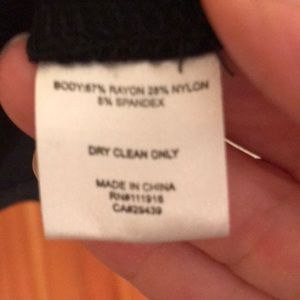 BODY:67% RAYON 28% NYLON
5% SPANDEX
DRY CLEAN ONLY
MADE IN CHINA
RN#111916
CA#29439